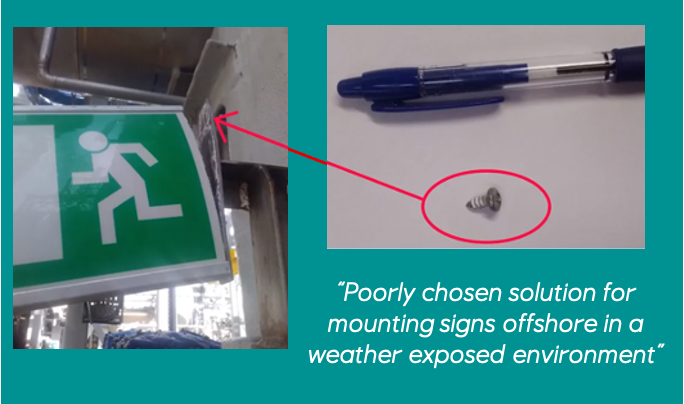 “Poorly chosen solution for
mounting signs offshore in a
weather exposed environment”